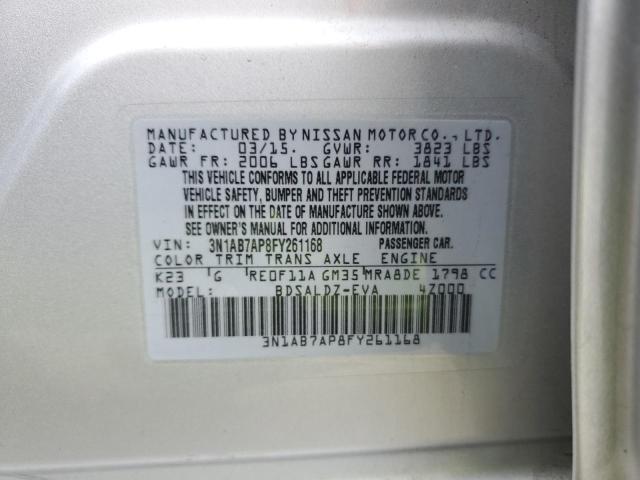 MANUFACTURED BY NISSAN MOTOR CO., LTD.
DATE: 03/15. GVWR: 3823 LBS
GAWR FR: 2006 LBS GAWR RR: 1841 LBS
THIS VEHICLE CONFORMS TO ALL APPLICABLE FEDERAL MOTOR
VEHICLE SAFETY, BUMPER AND THEFT PREVENTION STANDARDS
IN EFFECT ON THE DATE OF MANUFACTURE SHOWN ABOVE.
SEE OWNER'S MANUAL FOR ADDITIONAL INFORMATION.
VIN: 3N1AB7AP8FY261168 PASSENGER CAR.
COLOR TRIM TRANS AXLE ENGINE
K23 G RE0F11A GM35 MRA8DE 1798 CC
MODEL: BDSALDZ-EVA 4Z000
3N1AB7AP8FY261168